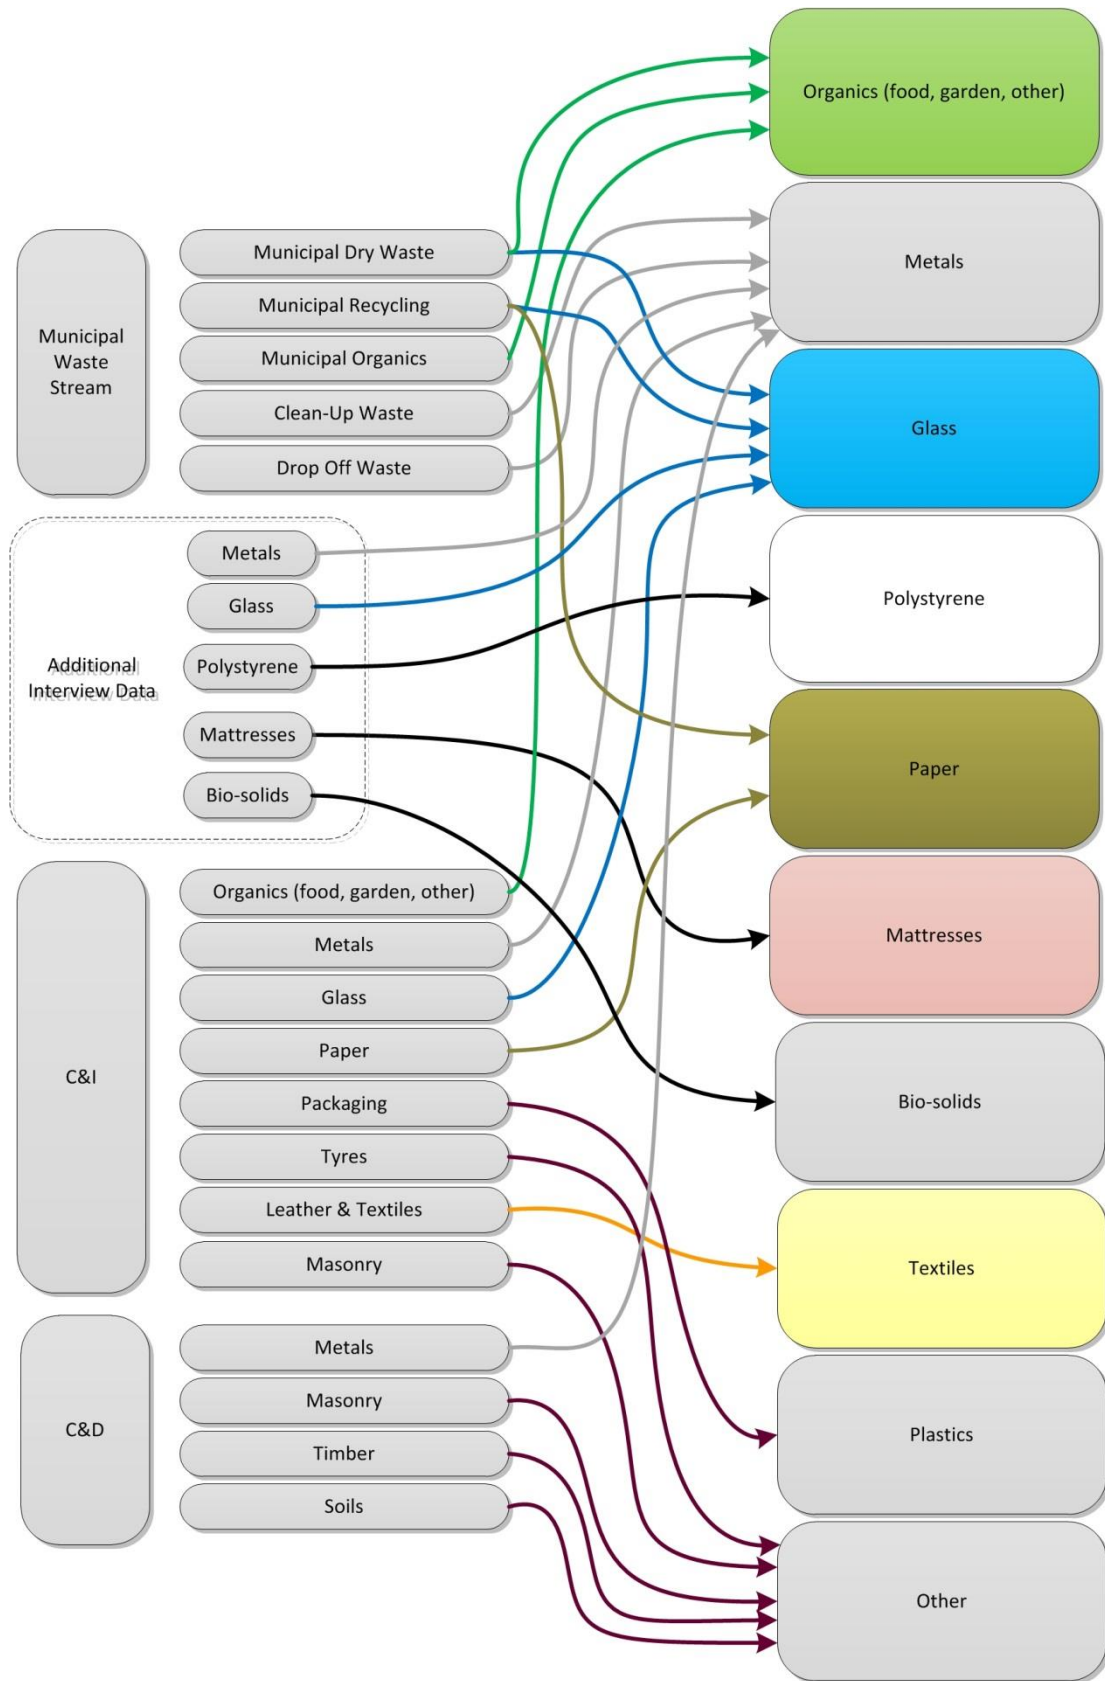 Municipal
Waste
Stream
Municipal Dry Waste
Municipal Recycling
Municipal Organics
Clean-Up Waste
Drop Off Waste
Additional
Interview Data
Metals
Glass
Polystyrene
Mattresses
Bio-solids
C&I
Organics (food, garden, other)
Metals
Glass
Paper
Packaging
Tyres
Leather & Textiles
Masonry
C&D
Metals
Masonry
Timber
Soils
Organics (food, garden, other)
Metals
Glass
Polystyrene
Paper
Mattresses
Bio-solids
Textiles
Plastics
Other